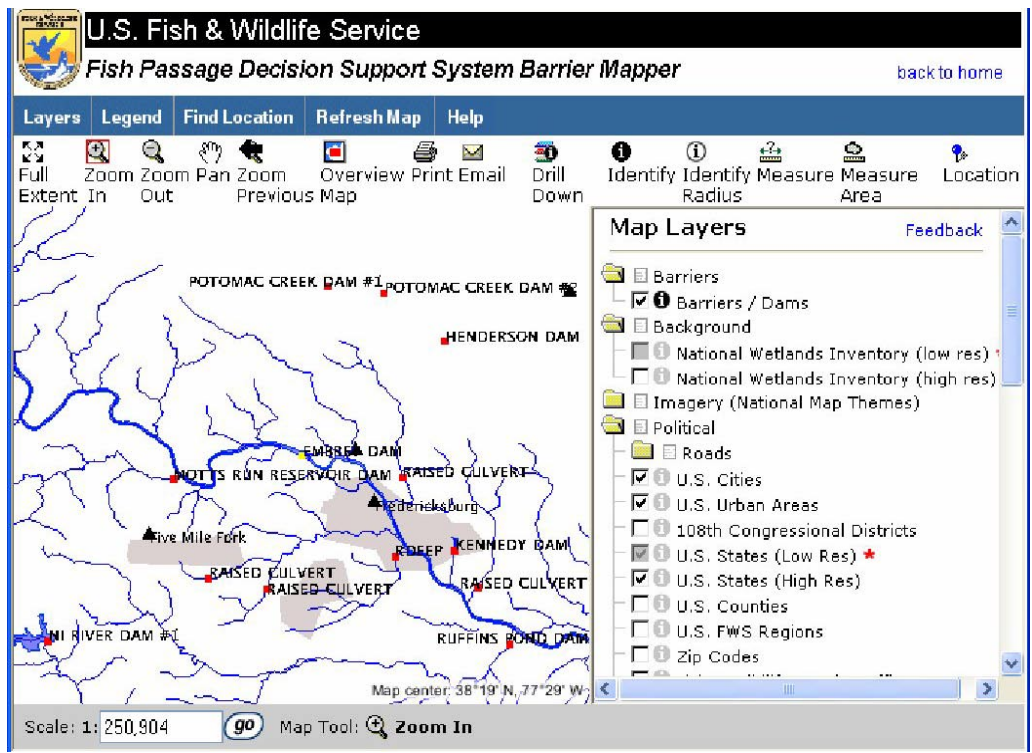 FISH & WILDLIFE
SERVICE
U.S. Fish & Wildlife Service
Fish Passage Decision Support System Barrier Mapper
back to home
Layers Legend Find Location Refresh Map Help
Full Extent
Zoom In
Zoom Out
Pan
Zoom Previous
Overview Map
Print
Email
Drill Down
Identify
Identify Radius
Measure
Measure Area
Location
POTOMAC CREEK DAM #1
POTOMAC CREEK DAM #2
HENDERSON DAM
EMBREY DAM
MOTTS RUN RESERVOIR DAM
RAISED CULVERT
Fredericksburg
Five Mile Fork
RDEEP
KENNEDY DAM
RAISED CULVERT
RAISED CULVERT
RAISED CULVERT
NI RIVER DAM #1
RUFFINS POND DAM
Map center: 38°19' N, 77°29' W
Map Layers
Feedback
Barriers
Barriers / Dams
Background
National Wetlands Inventory (low res) *
National Wetlands Inventory (high res)
Imagery (National Map Themes)
Political
Roads
U.S. Cities
U.S. Urban Areas
108th Congressional Districts
U.S. States (Low Res) *
U.S. States (High Res)
U.S. Counties
U.S. FWS Regions
Zip Codes
Scale: 1: 250,904 go Map Tool: Zoom In